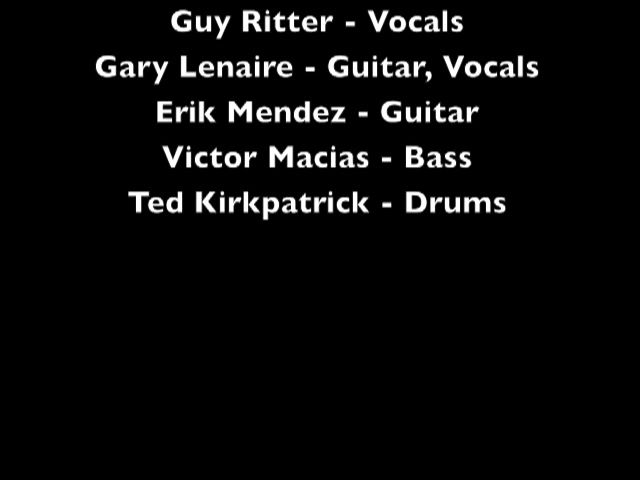 Guy Ritter - Vocals
Gary Lenaire - Guitar, Vocals
Erik Mendez - Guitar
Victor Macias - Bass
Ted Kirkpatrick - Drums